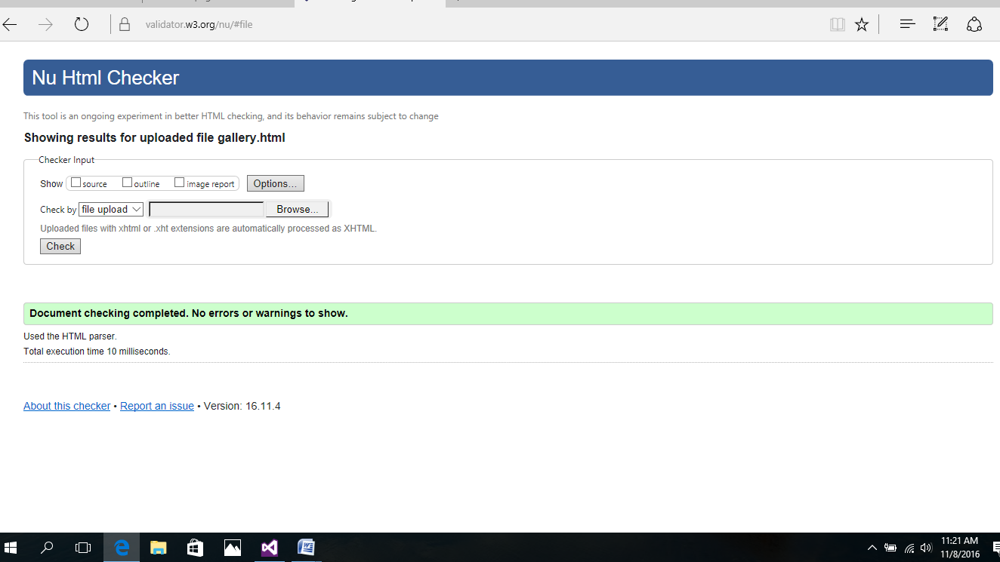 validator.w3.org/nu/#file
Nu Html Checker
This tool is an ongoing experiment in better HTML checking, and its behavior remains subject to change
Showing results for uploaded file gallery.html
Checker Input
Show source outline image report Options...
Check by file upload Browse...
Uploaded files with xhtml or .xht extensions are automatically processed as XHTML.
Check
Document checking completed. No errors or warnings to show.
Used the HTML parser.
Total execution time 10 milliseconds.
About this checker • Report an issue • Version: 16.11.4
11:21 AM
11/8/2016